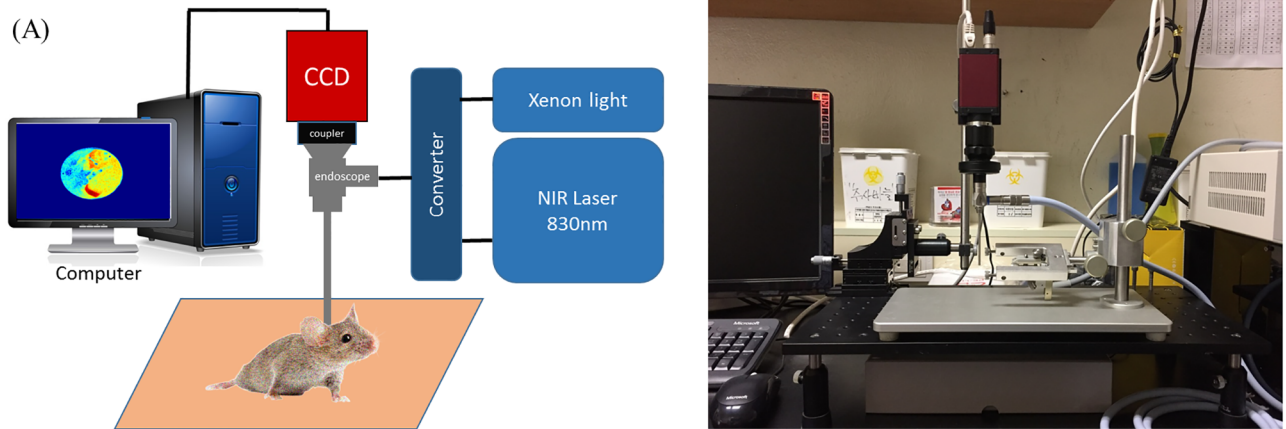 (A)
CCD
coupler
endoscope
Converter
Xenon light
NIR Laser
830nm
Computer
Microsoft
Microsoft